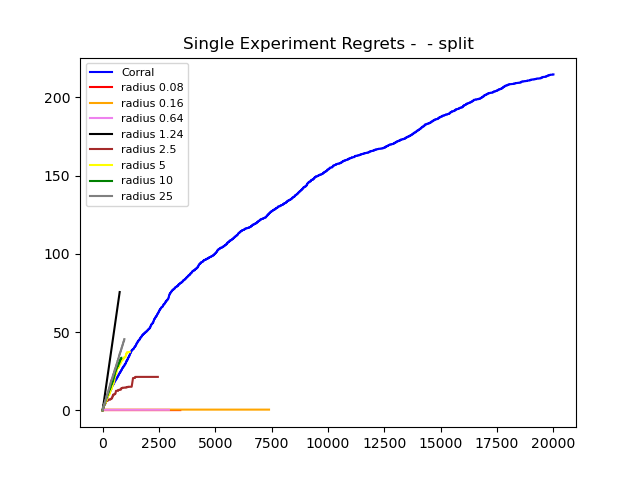 Single Experiment Regrets -  - split
Corral
radius 0.08
radius 0.16
radius 0.64
radius 1.24
radius 2.5
radius 5
radius 10
radius 25
200
150
100
50
0
0 2500 5000 7500 10000 12500 15000 17500 20000